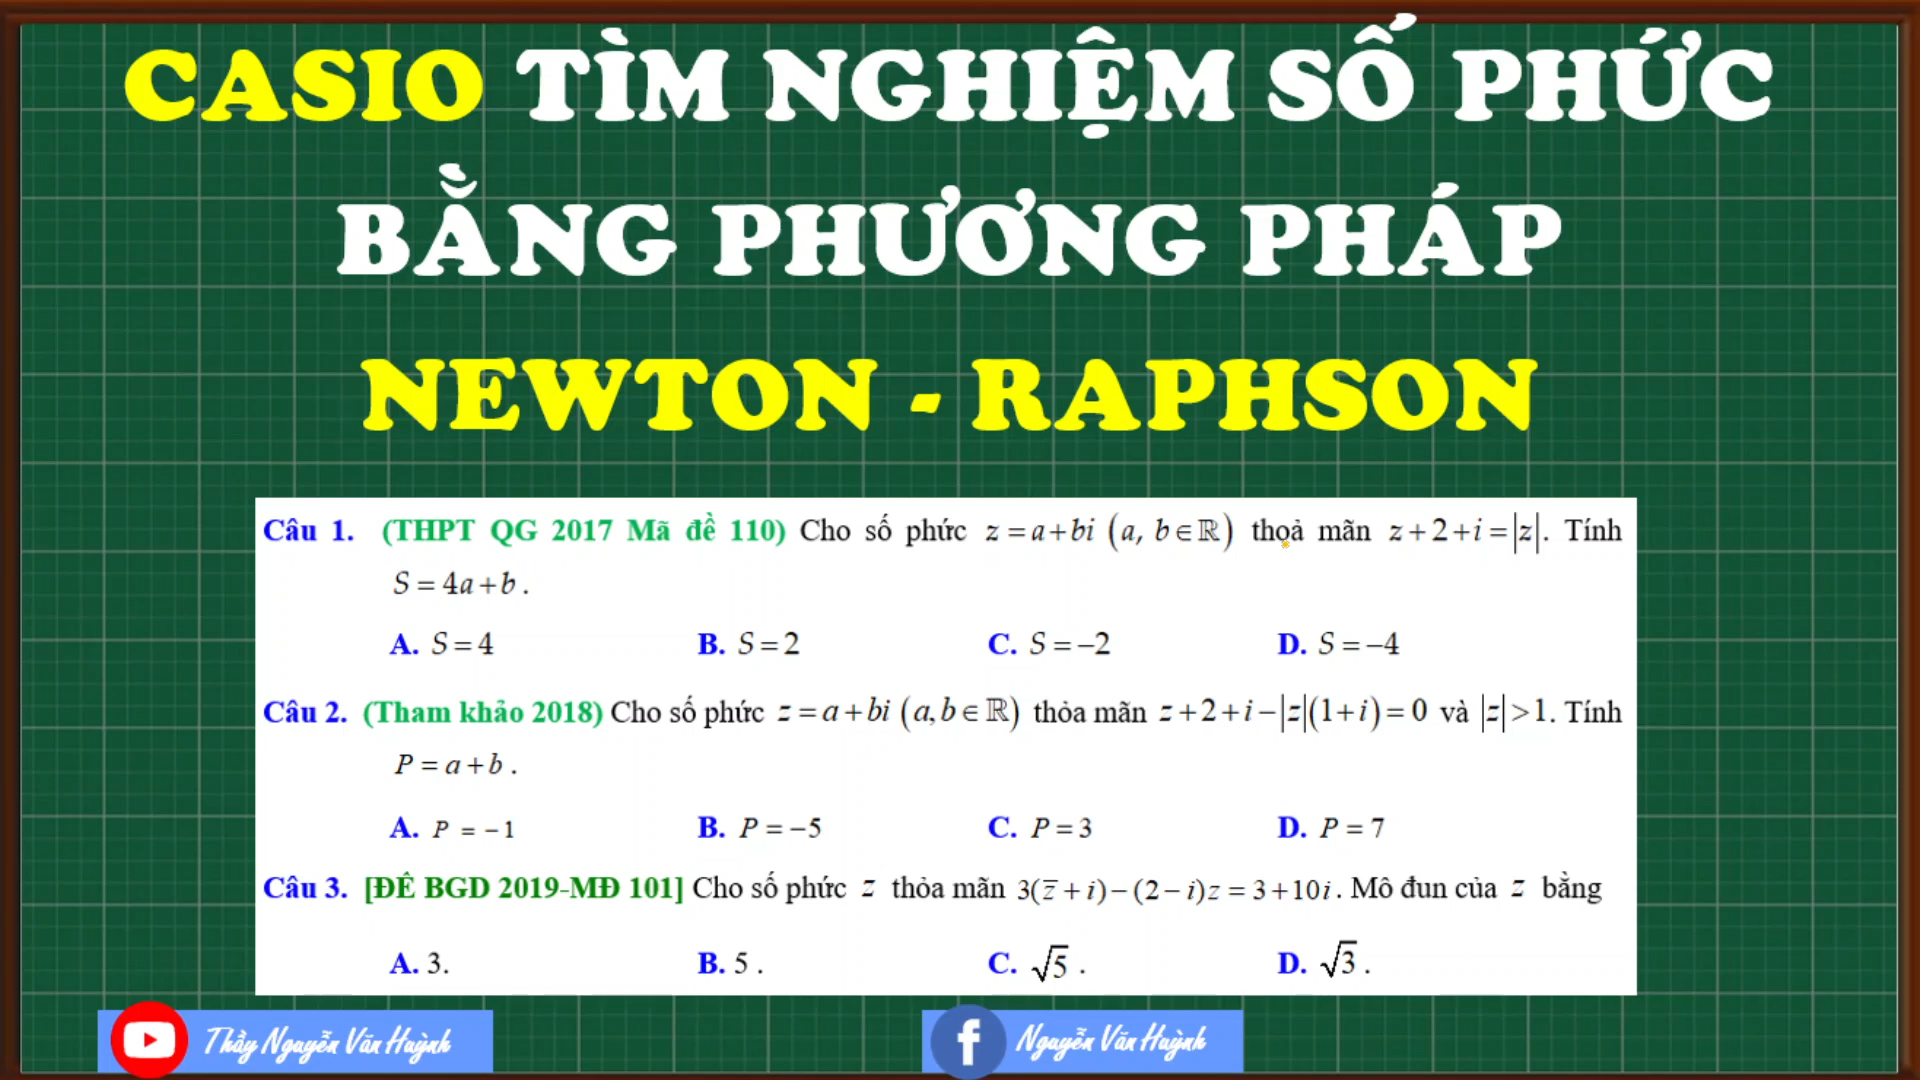 CASIO TÌM NGHIỆM SỐ PHỨC
BẰNG PHƯƠNG PHÁP
NEWTON - RAPHSON
Câu 1. (THPT QG 2017 Mã đề 110) Cho số phức z = a + bi (a, b ∈ ℝ) thoả mãn z + 2 + i = |z|. Tính
S = 4a + b .
A. S = 4 B. S = 2 C. S = −2 D. S = −4
Câu 2. (Tham khảo 2018) Cho số phức z = a + bi (a, b ∈ ℝ) thỏa mãn z + 2 + i − |z|(1 + i) = 0 và |z| > 1. Tính
P = a + b .
A. P = −1 B. P = −5 C. P = 3 D. P = 7
Câu 3. [ĐÊ BGD 2019-MĐ 101] Cho số phức z thỏa mãn 3(z̅ + i) − (2 − i)z = 3 + 10i. Mô đun của z bằng
A. 3. B. 5 . C. √5 . D. √3 .
Thầy Nguyễn Văn Huỳnh
Nguyễn Văn Huỳnh